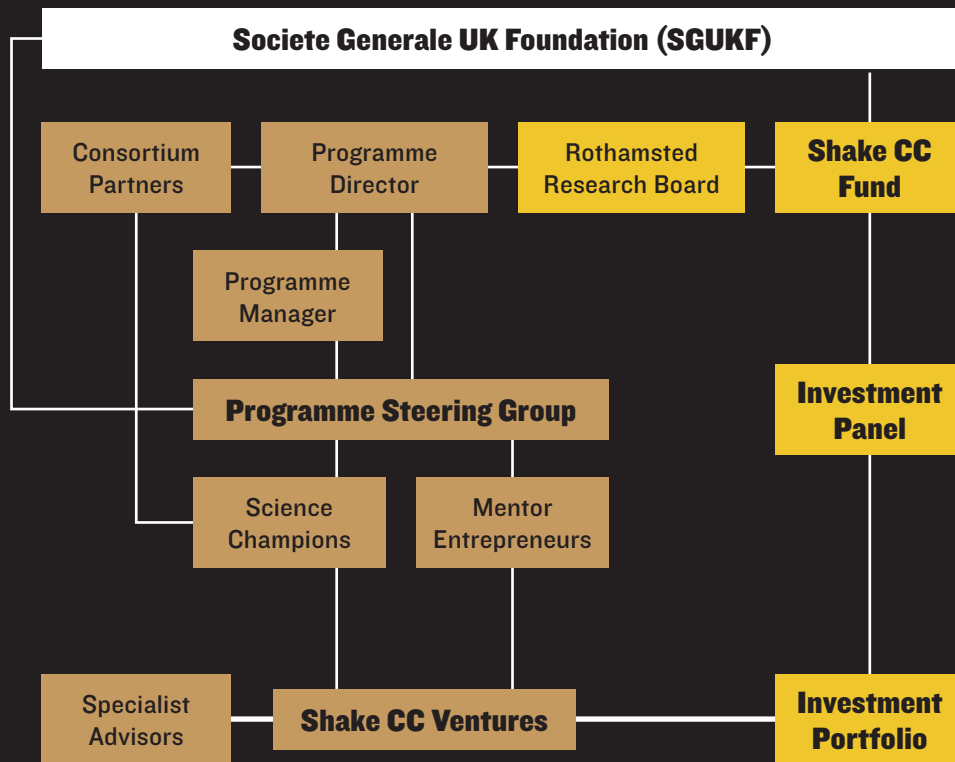 Societe Generale UK Foundation (SGUKF)
Consortium
Partners
Programme
Director
Rothamsted
Research Board
Shake CC
Fund
Programme
Manager
Programme Steering Group
Investment
Panel
Science
Champions
Mentor
Entrepreneurs
Specialist
Advisors
Shake CC Ventures
Investment
Portfolio